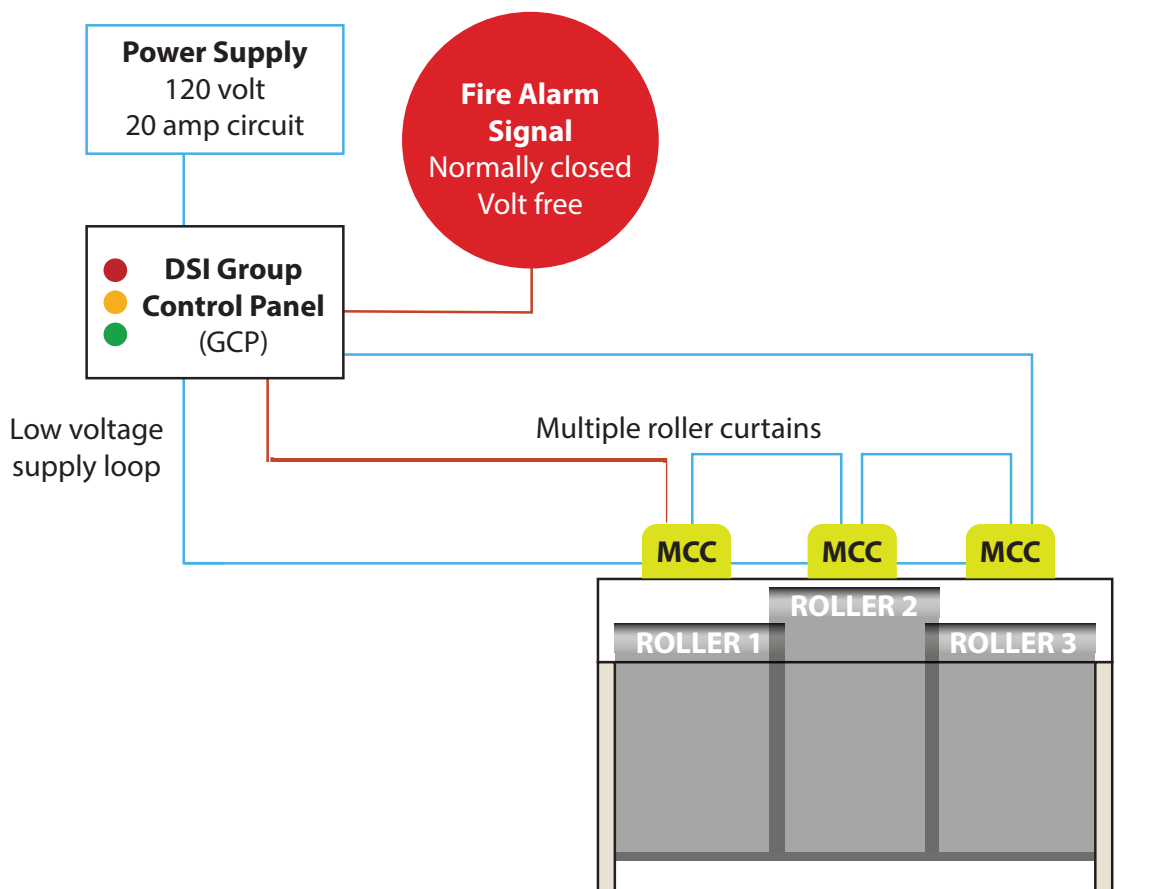 Power Supply
120 volt
20 amp circuit
Fire Alarm
Signal
Normally closed
Volt free
DSI Group
Control Panel
(GCP)
Low voltage
supply loop
Multiple roller curtains
MCC
MCC
MCC
ROLLER 1
ROLLER 2
ROLLER 3